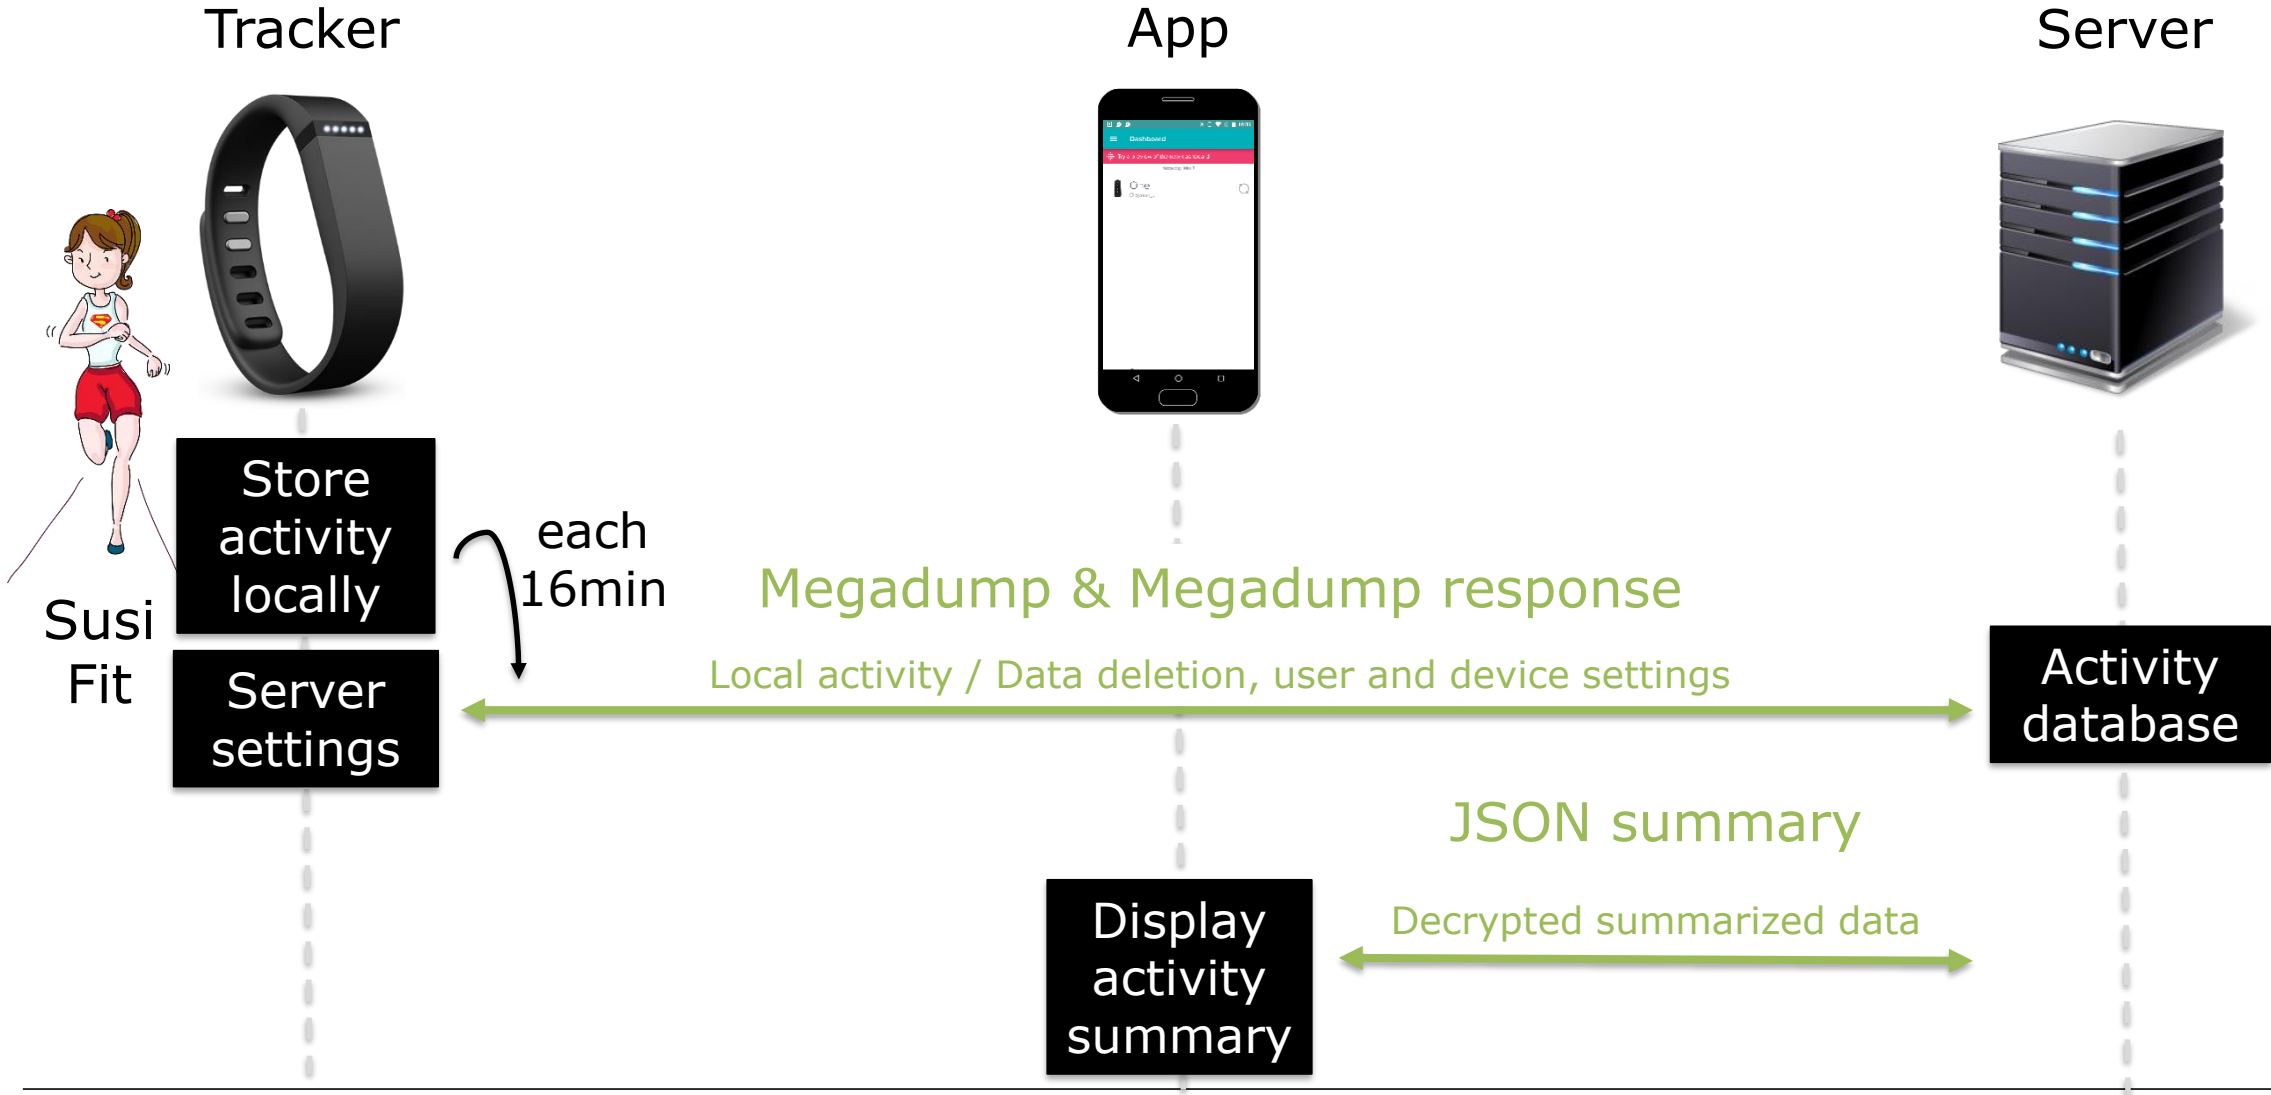 Tracker
App
Server
Dashboard
One
Store
activity
locally
each
16min
Susi
Fit
Megadump & Megadump response
Local activity / Data deletion, user and device settings
Server
settings
Activity
database
JSON summary
Decrypted summarized data
Display
activity
summary